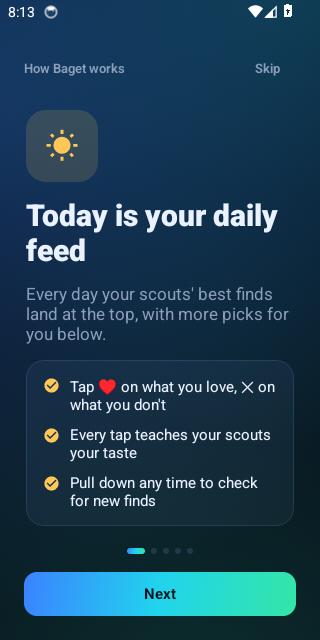 8:13
How Baget works
Skip
Today is your daily
feed
Every day your scouts' best finds
land at the top, with more picks for
you below.
Tap ❤️ on what you love, ✕ on
what you don't
Every tap teaches your scouts
your taste
Pull down any time to check
for new finds
Next